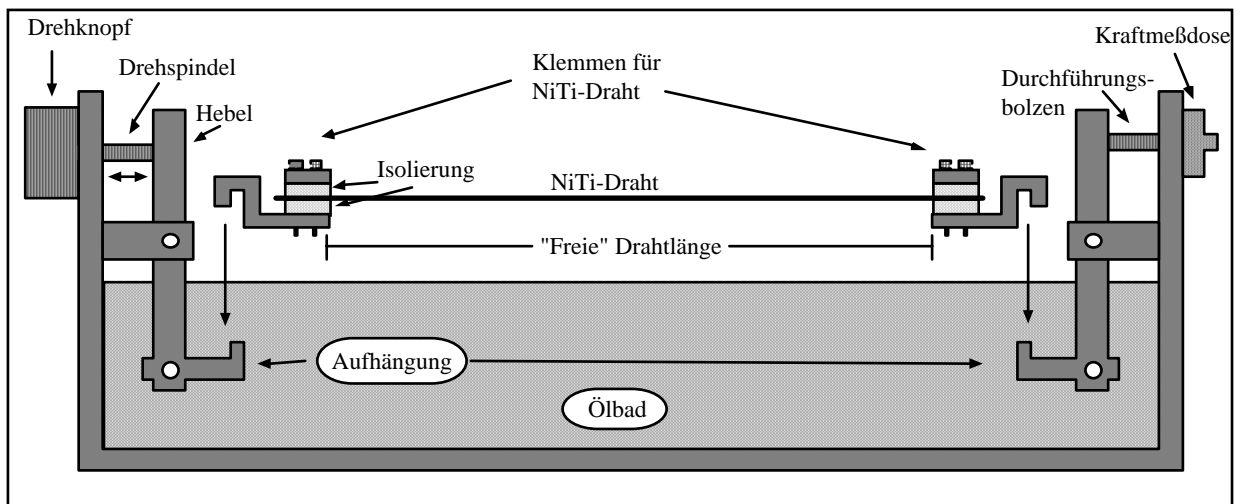 Drehknopf
Drehspindel
Hebel
Klemmen für
NiTi-Draht
Kraftmeßdose
Durchführungs-
bolzen
Isolierung
NiTi-Draht
"Freie" Drahtlänge
Aufhängung
Ölbad